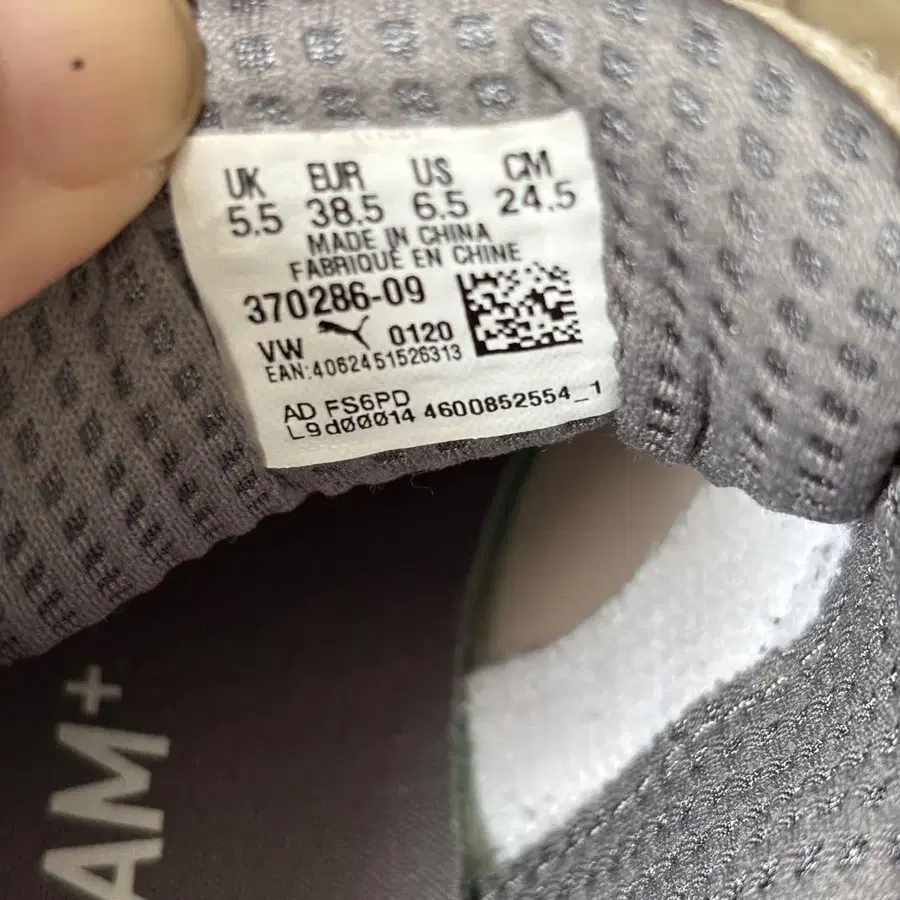 UK EUR US CM
5.5 38.5 6.5 24.5
MADE IN CHINA
FABRIQUE EN CHINE
370286-09
VW 0120
EAN:4062451526313
AD FS6PD
L9d00014 4600852554_1
AM+